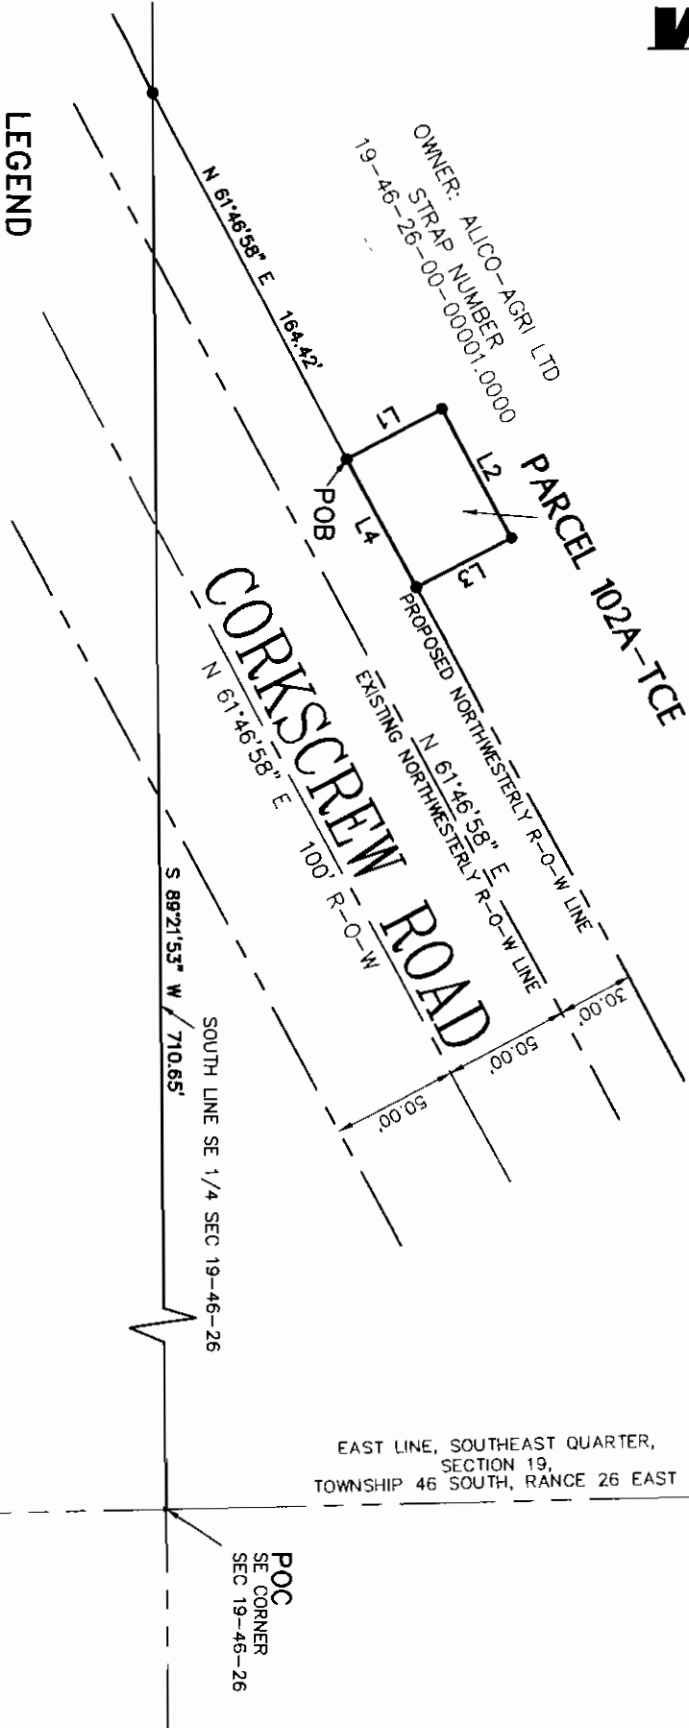 OWNER: ALICO-AGRI LTD
STRAP NUMBER
19-46-26-00-00001.0000
PARCEL 102A-TCE
L1
L2
L3
L4
POB
N 61°46'58" E 164.42'
PROPOSED NORTHWESTERLY R-O-W LINE
N 61°46'58" E
EXISTING NORTHWESTERLY R-O-W LINE
CORKSCREW ROAD
N 61°46'58" E 100' R-O-W
30.00'
50.00'
50.00'
S 89°21'53" W 710.65'
SOUTH LINE SE 1/4 SEC 19-46-26
EAST LINE, SOUTHEAST QUARTER,
SECTION 19,
TOWNSHIP 46 SOUTH, RANCE 26 EAST
POC
SE CORNER
SEC 19-46-26
LEGEND